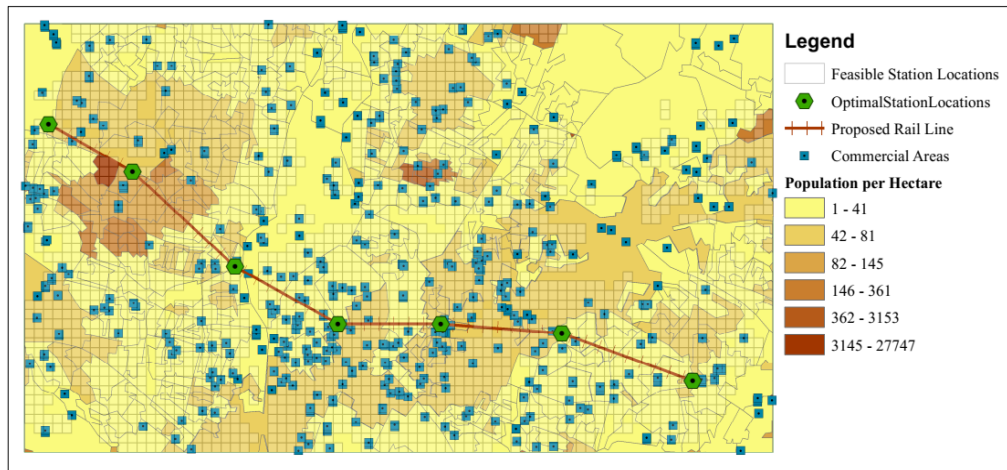 Legend
Feasible Station Locations
OptimalStationLocations
Proposed Rail Line
Commercial Areas
Population per Hectare
1 - 41
42 - 81
82 - 145
146 - 361
362 - 3153
3145 - 27747